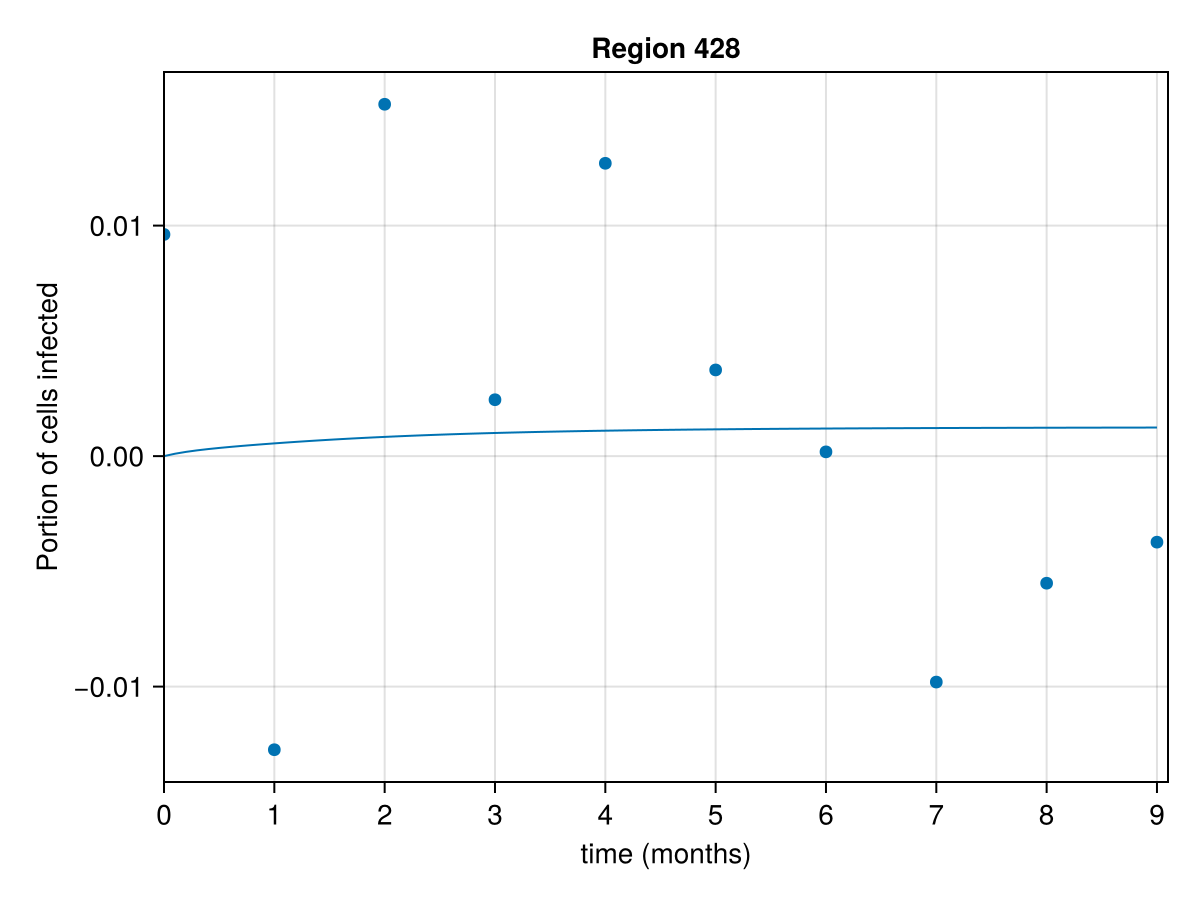 Region 428
Portion of cells infected
0.01
0.00
−0.01
0 1 2 3 4 5 6 7 8 9
time (months)